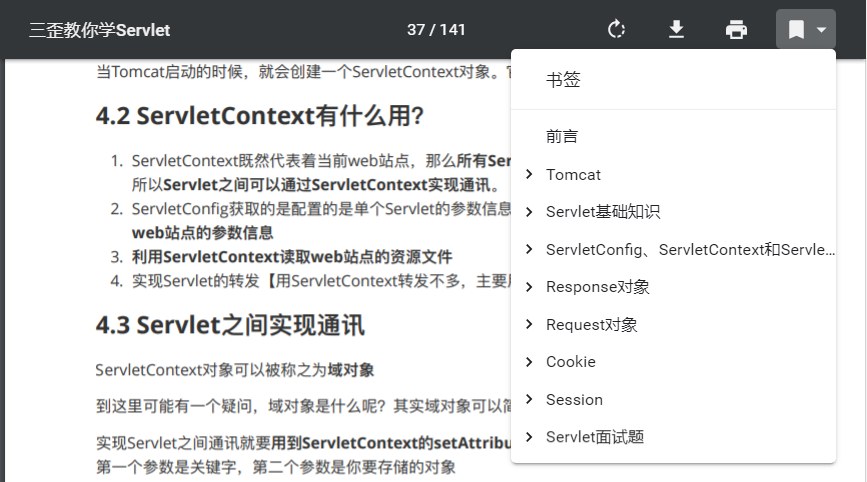 三歪教你学Servlet
37 / 141
当Tomcat启动的时候，就会创建一个ServletContext对象。
4.2 ServletContext有什么用？
1. ServletContext既然代表着当前web站点，那么所有Ser
所以Servlet之间可以通过ServletContext实现通讯。
2. ServletConfig获取的是配置的是单个Servlet的参数信息
web站点的参数信息
3. 利用ServletContext读取web站点的资源文件
4. 实现Servlet的转发【用ServletContext转发不多，主要
4.3 Servlet之间实现通讯
ServletContext对象可以被称之为域对象
到这里可能有一个疑问，域对象是什么呢？其实域对象可以
实现Servlet之间通讯就要用到ServletContext的setAttribu
第一个参数是关键字，第二个参数是你要存储的对象
书签
前言
Tomcat
Servlet基础知识
ServletConfig、ServletContext和Servle...
Response对象
Request对象
Cookie
Session
Servlet面试题